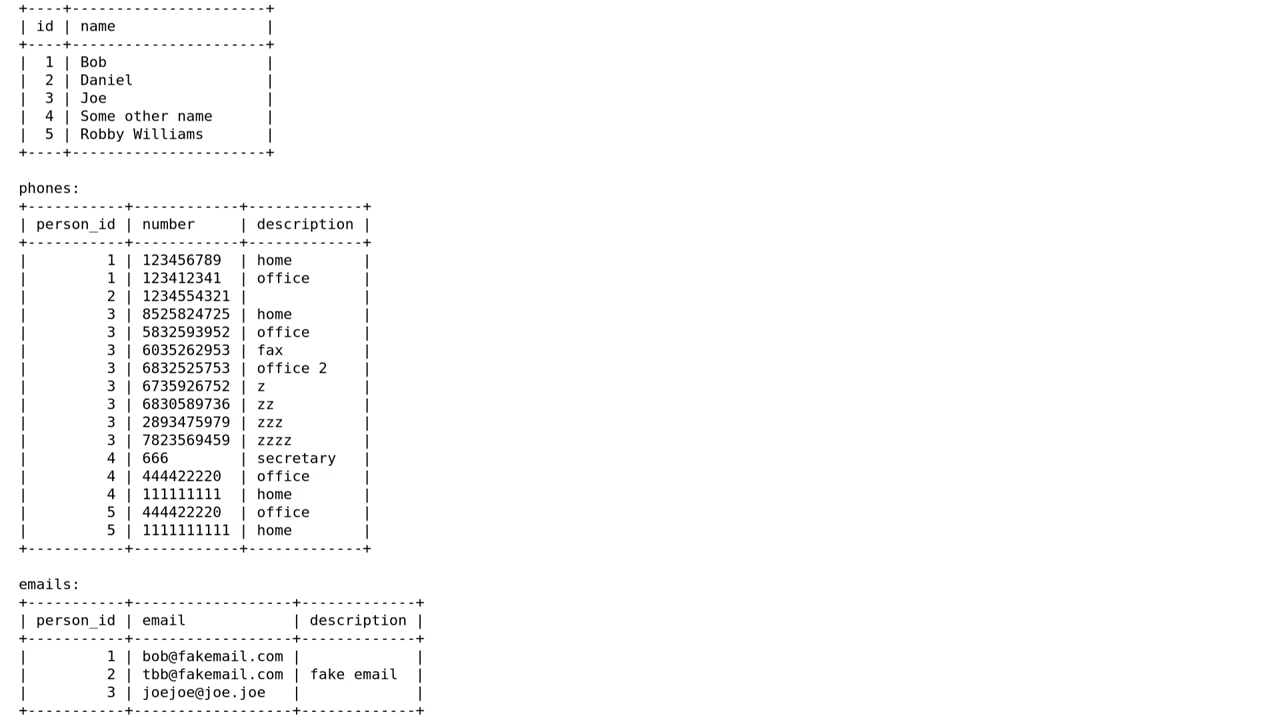 +----+----------------------+
| id | name                 |
+----+----------------------+
|  1 | Bob                  |
|  2 | Daniel               |
|  3 | Joe                  |
|  4 | Some other name      |
|  5 | Robby Williams       |
+----+----------------------+

phones:
+-----------+------------+-------------+
| person_id | number     | description |
+-----------+------------+-------------+
|         1 | 123456789  | home        |
|         1 | 123412341  | office      |
|         2 | 1234554321 |             |
|         3 | 8525824725 | home        |
|         3 | 5832593952 | office      |
|         3 | 6035262953 | fax         |
|         3 | 6832525753 | office 2    |
|         3 | 6735926752 | z           |
|         3 | 6830589736 | zz          |
|         3 | 2893475979 | zzz         |
|         3 | 7823569459 | zzzz        |
|         4 | 666        | secretary   |
|         4 | 444422220  | office      |
|         4 | 111111111  | home        |
|         5 | 444422220  | office      |
|         5 | 1111111111 | home        |
+-----------+------------+-------------+

emails:
+-----------+------------------+-------------+
| person_id | email            | description |
+-----------+------------------+-------------+
|         1 | bob@fakemail.com |             |
|         2 | tbb@fakemail.com | fake email  |
|         3 | joejoe@joe.joe   |             |
+-----------+------------------+-------------+